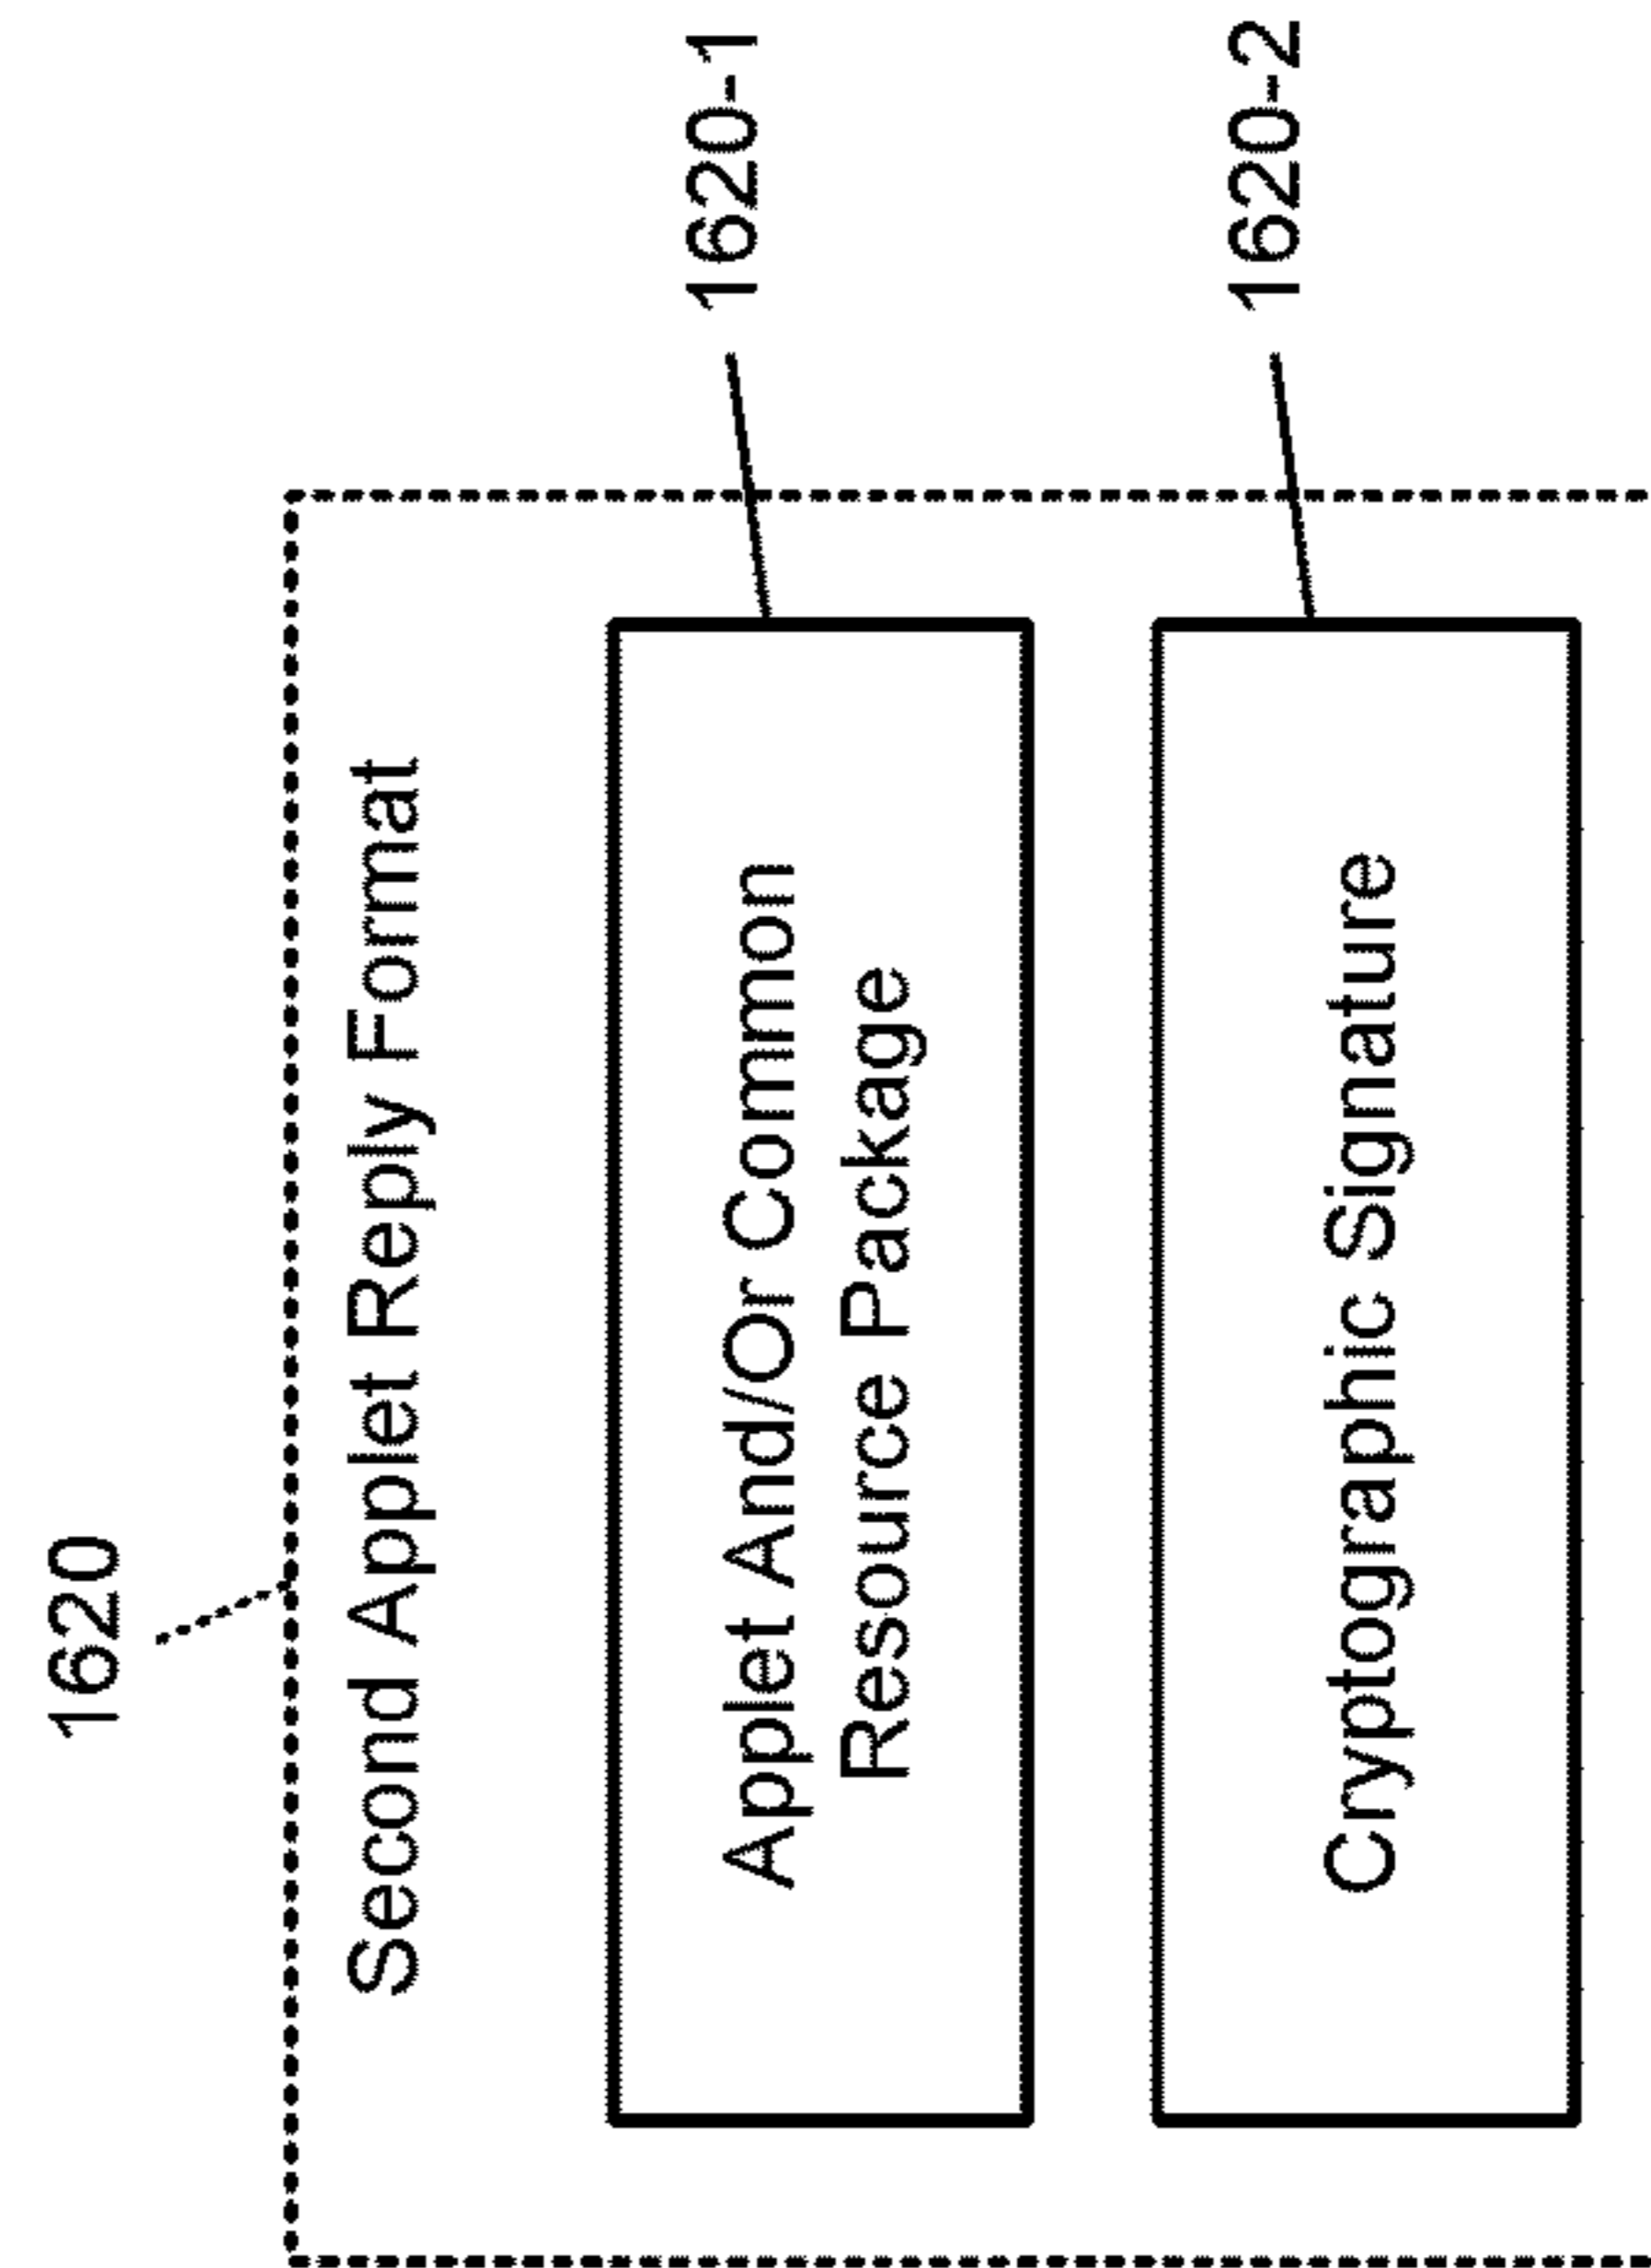 1620
Second Applet Reply Format
Applet And/Or Common
Resource Package
1620-1
Cryptographic Signature
1620-2